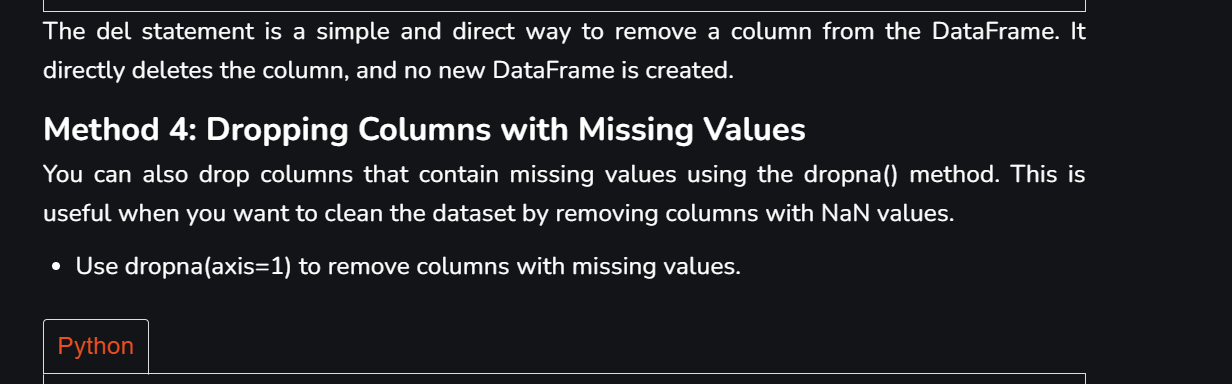 The del statement is a simple and direct way to remove a column from the DataFrame. It
directly deletes the column, and no new DataFrame is created.
Method 4: Dropping Columns with Missing Values
You can also drop columns that contain missing values using the dropna() method. This is
useful when you want to clean the dataset by removing columns with NaN values.
• Use dropna(axis=1) to remove columns with missing values.
Python